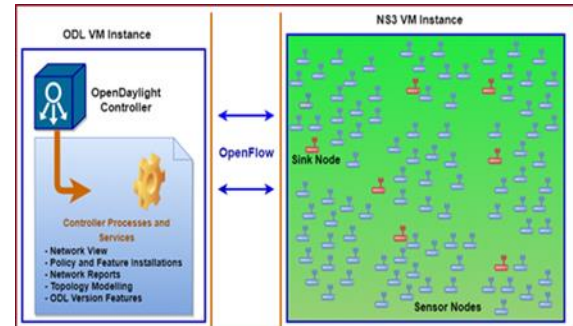 ODL VM Instance
OpenDaylight
Controller
Controller Processes and
Services
- Network View
- Policy and Feature Installations
- Network Reports
- Topology Modelling
- ODL Version Features
OpenFlow
NS3 VM Instance
Sink Node
Sensor Nodes